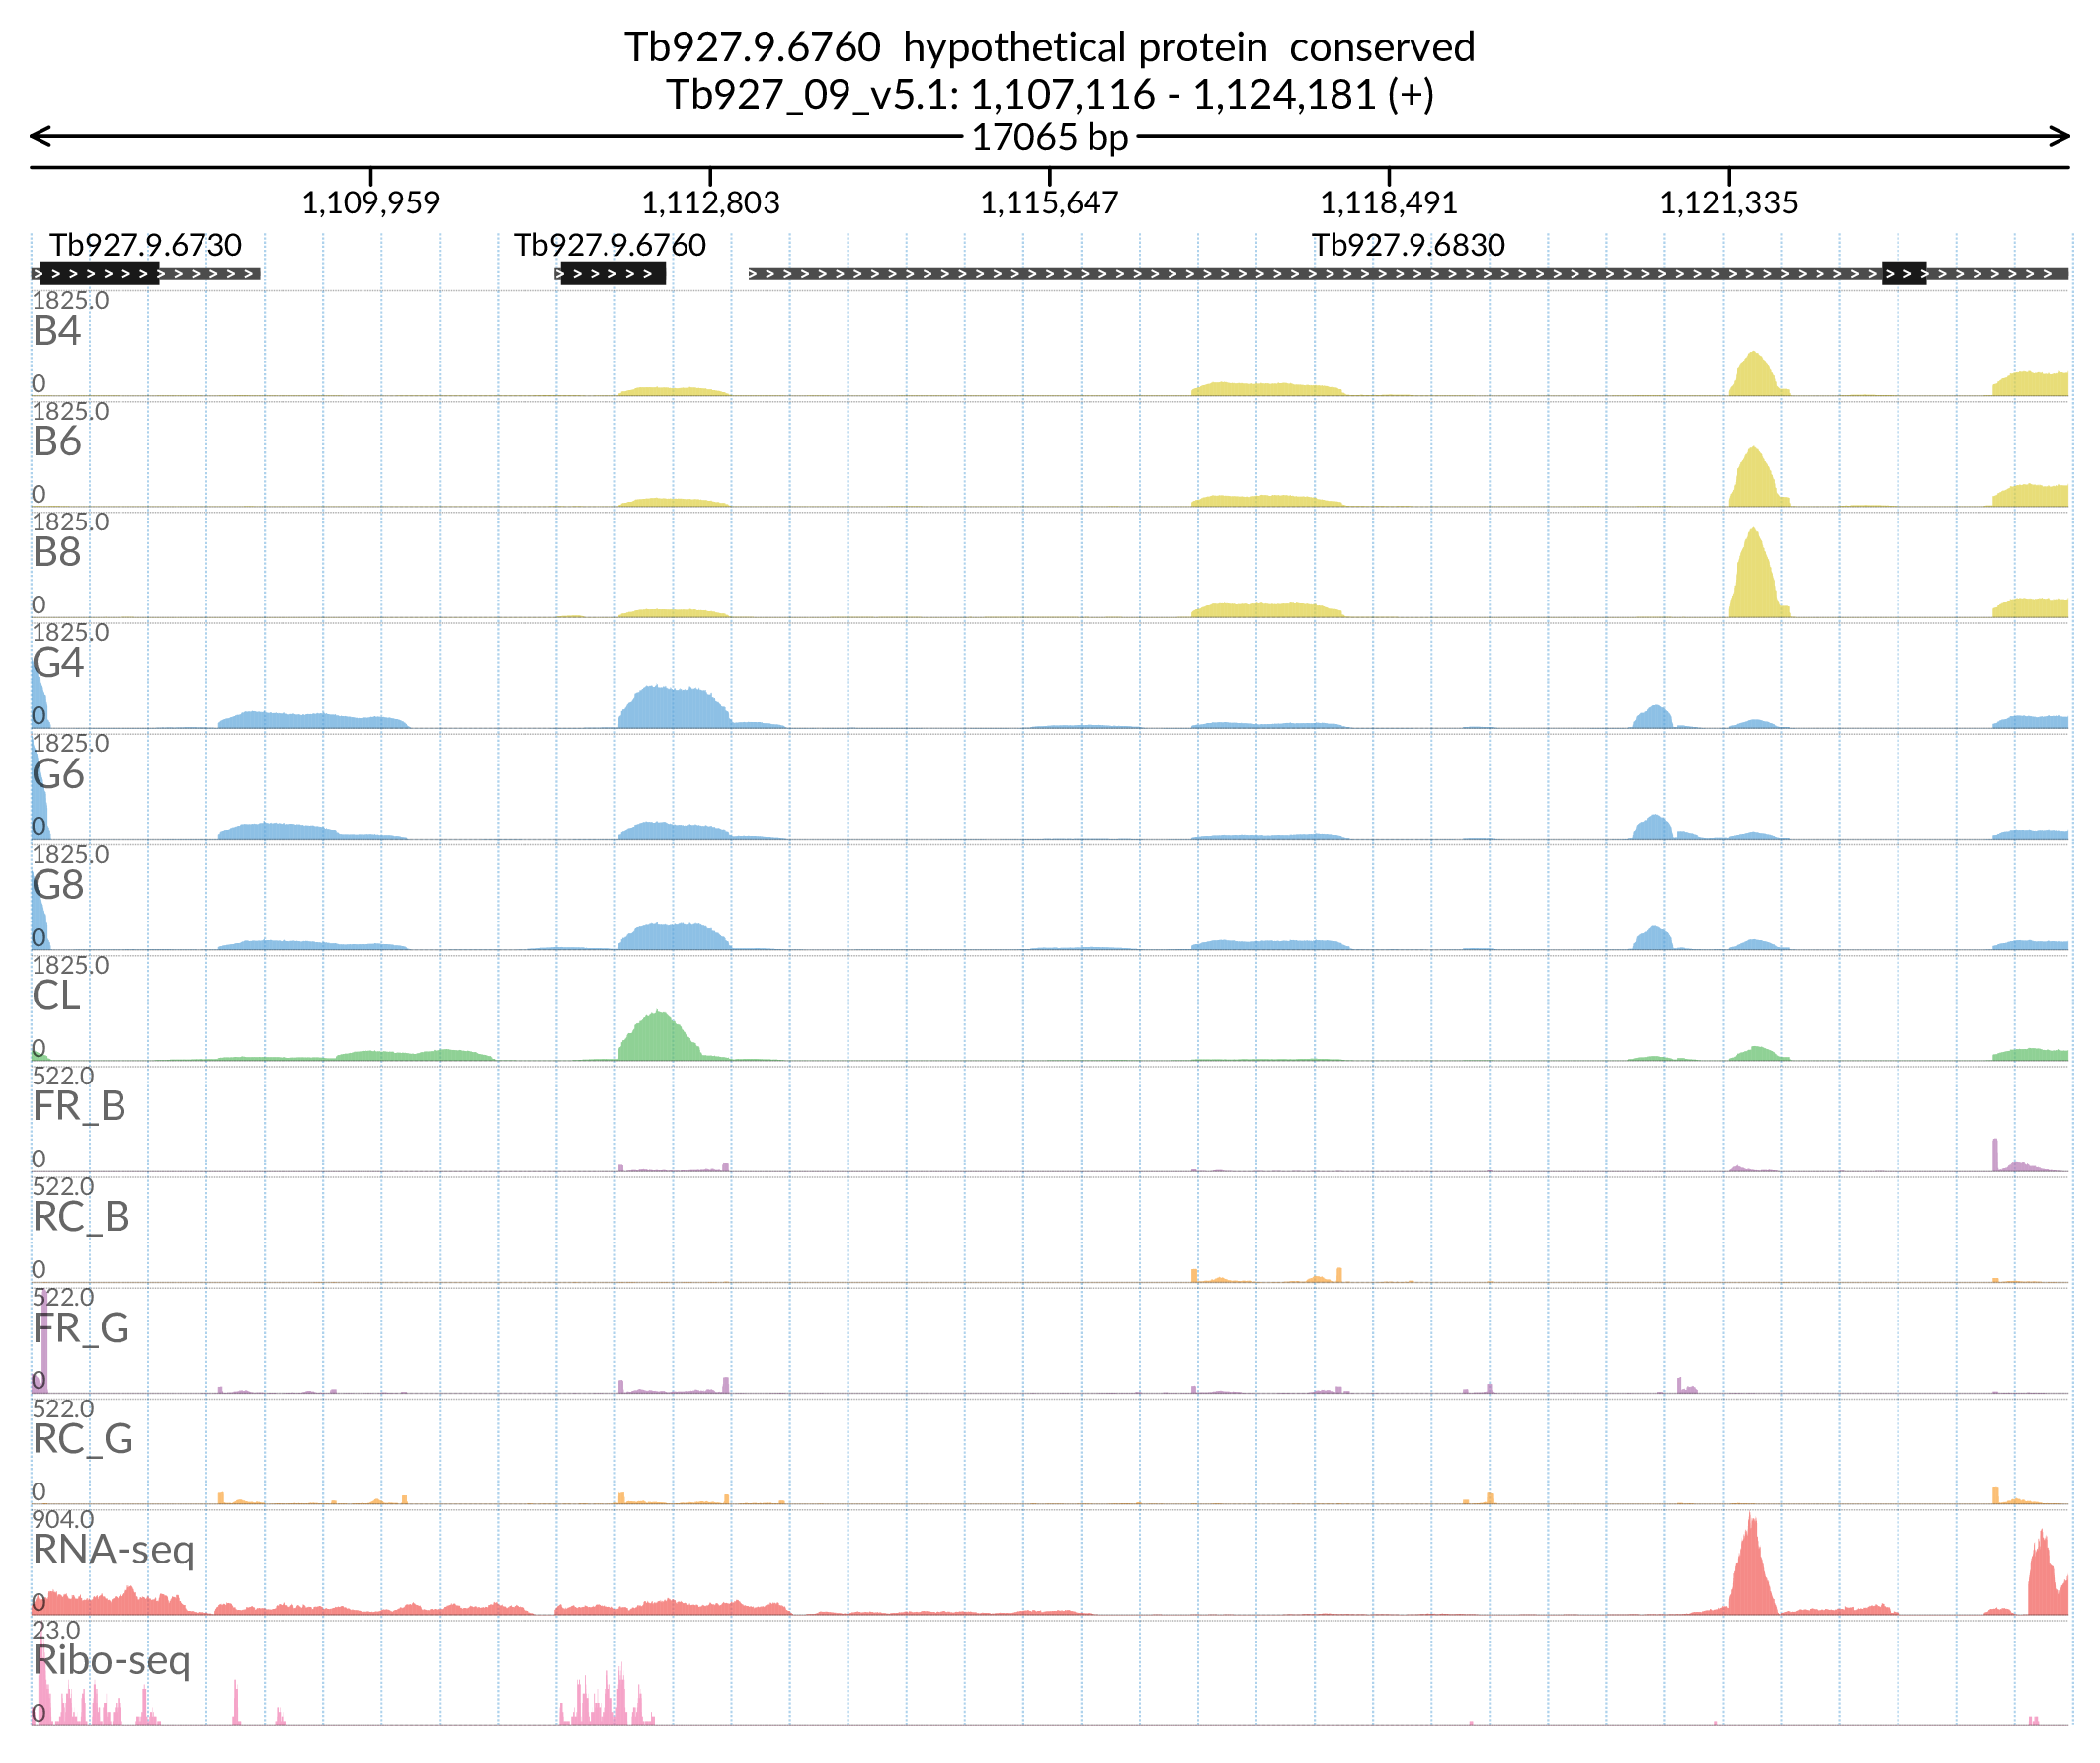 Tb927.9.6760 hypothetical protein conserved
Tb927_09_v5.1: 1,107,116 - 1,124,181 (+)
17065 bp
1,109,959 1,112,803 1,115,647 1,118,491 1,121,335
Tb927.9.6730 Tb927.9.6760 Tb927.9.6830
1825.0
B4
0
1825.0
B6
0
1825.0
B8
0
1825.0
G4
0
1825.0
G6
0
1825.0
G8
0
1825.0
CL
0
522.0
FR_B
0
522.0
RC_B
0
522.0
FR_G
0
522.0
RC_G
0
904.0
RNA-seq
0
23.0
Ribo-seq
0